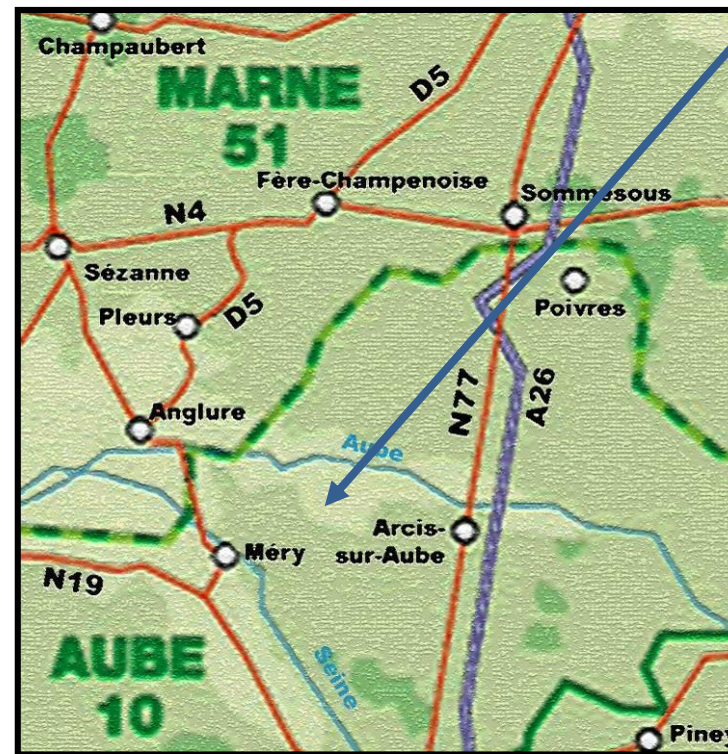 Champaubert
MARNE
51
D5
Fère-Champenoise
Sommesous
N4
Sézanne
Pleurs
D5
Poivres
Anglure
N77
A26
Aube
Arcis-
sur-Aube
Méry
N19
AUBE
10
Seine
Pine